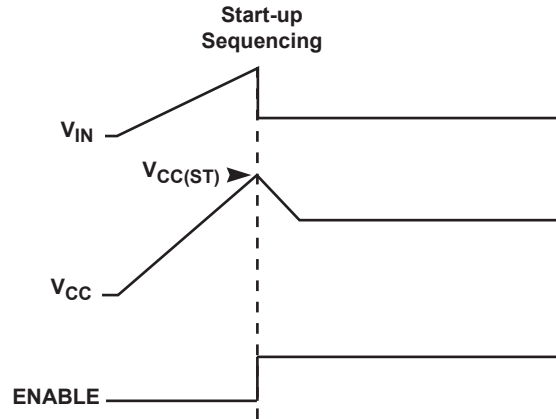 Start-up
Sequencing
VIN
VCC(ST)
VCC
ENABLE